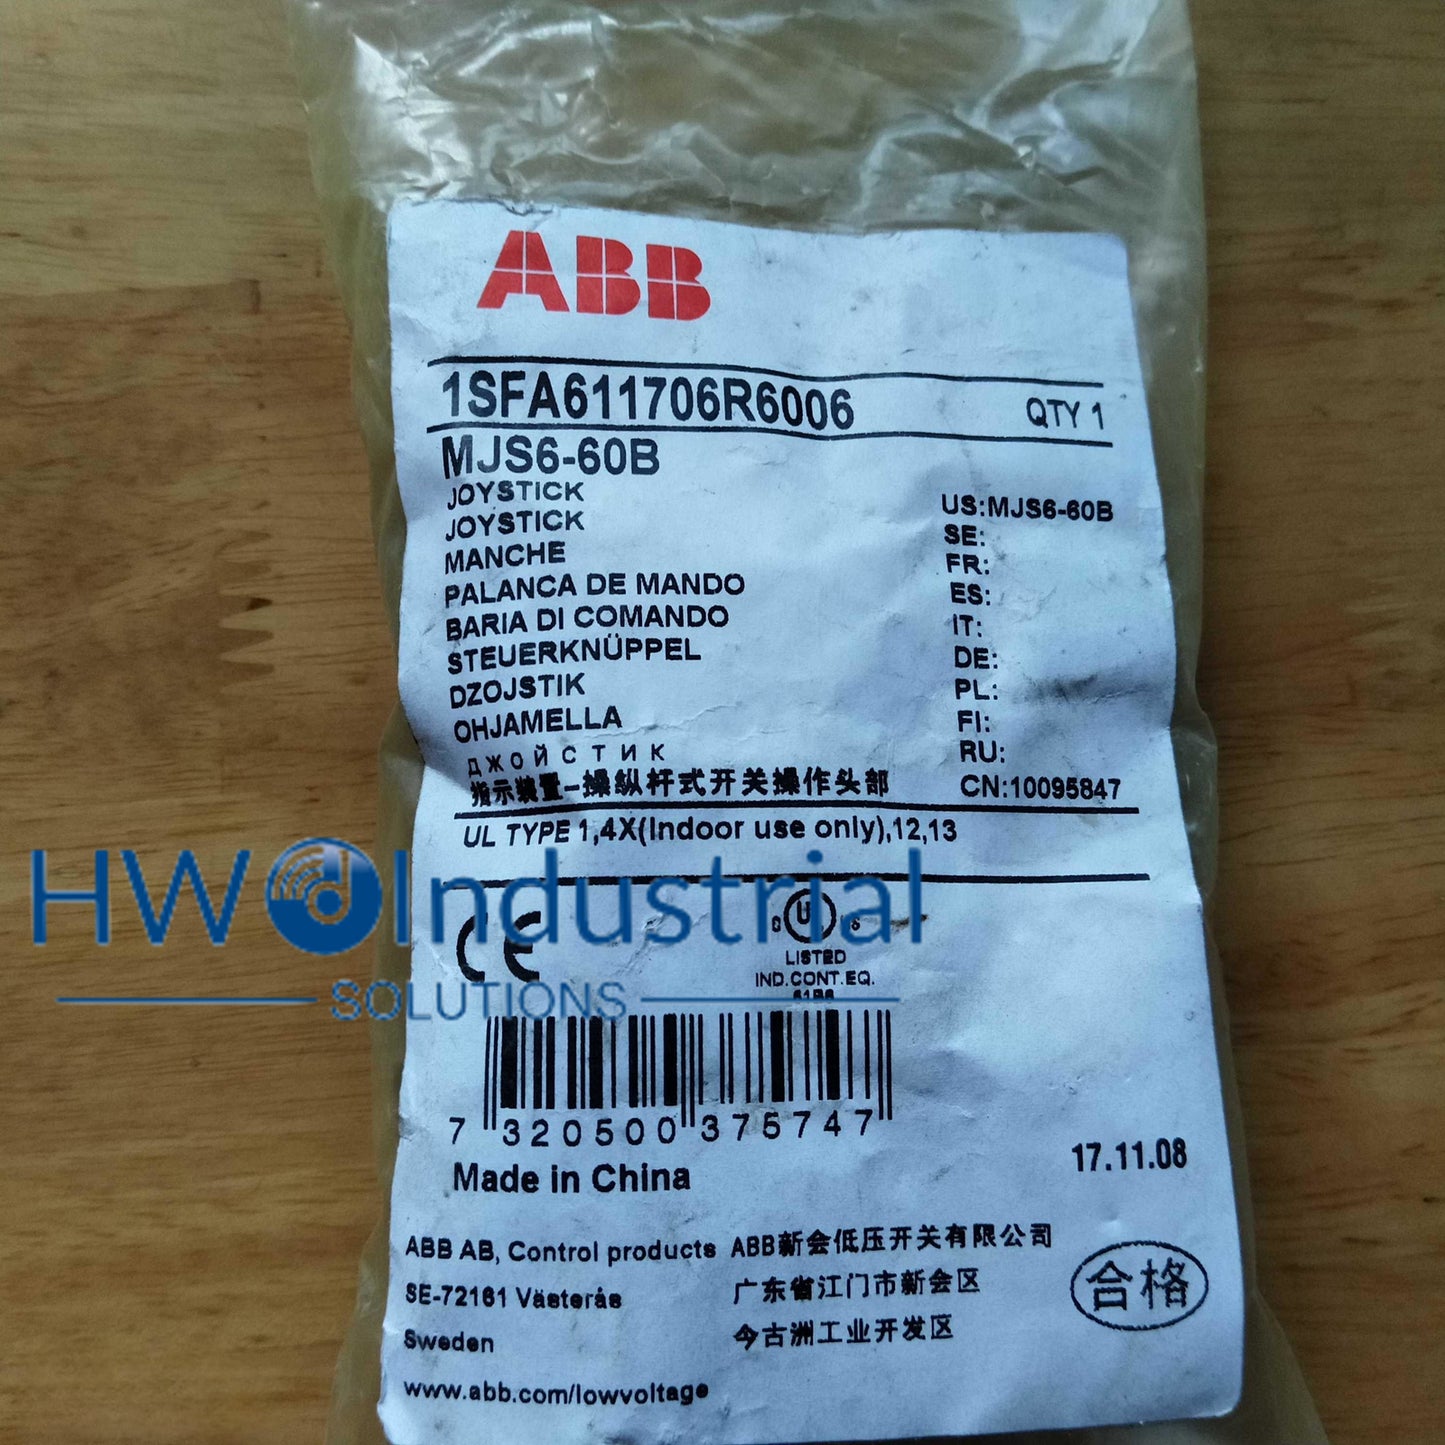 ABB
1SFA611706R6006 QTY 1
MJS6-60B
JOYSTICK US:MJS6-60B
JOYSTICK SE:
MANCHE FR:
PALANCA DE MANDO ES:
BARIA DI COMANDO IT:
STEUERKNÜPPEL DE:
DZOJSTIK PL:
OHJAMELLA FI:
джойстик RU:
指示装置-操纵杆式开关操作头部 CN:10095847
UL TYPE 1,4X(Indoor use only),12,13
HW Industrial
SOLUTIONS
CE
C UL US
LISTED
IND.CONT.EQ.
7 320500 375747
Made in China
17.11.08
ABB AB, Control products
SE-72161 Västerås
Sweden
www.abb.com/lowvoltage
ABB新会低压开关有限公司
广东省江门市新会区
今古洲工业开发区
合格